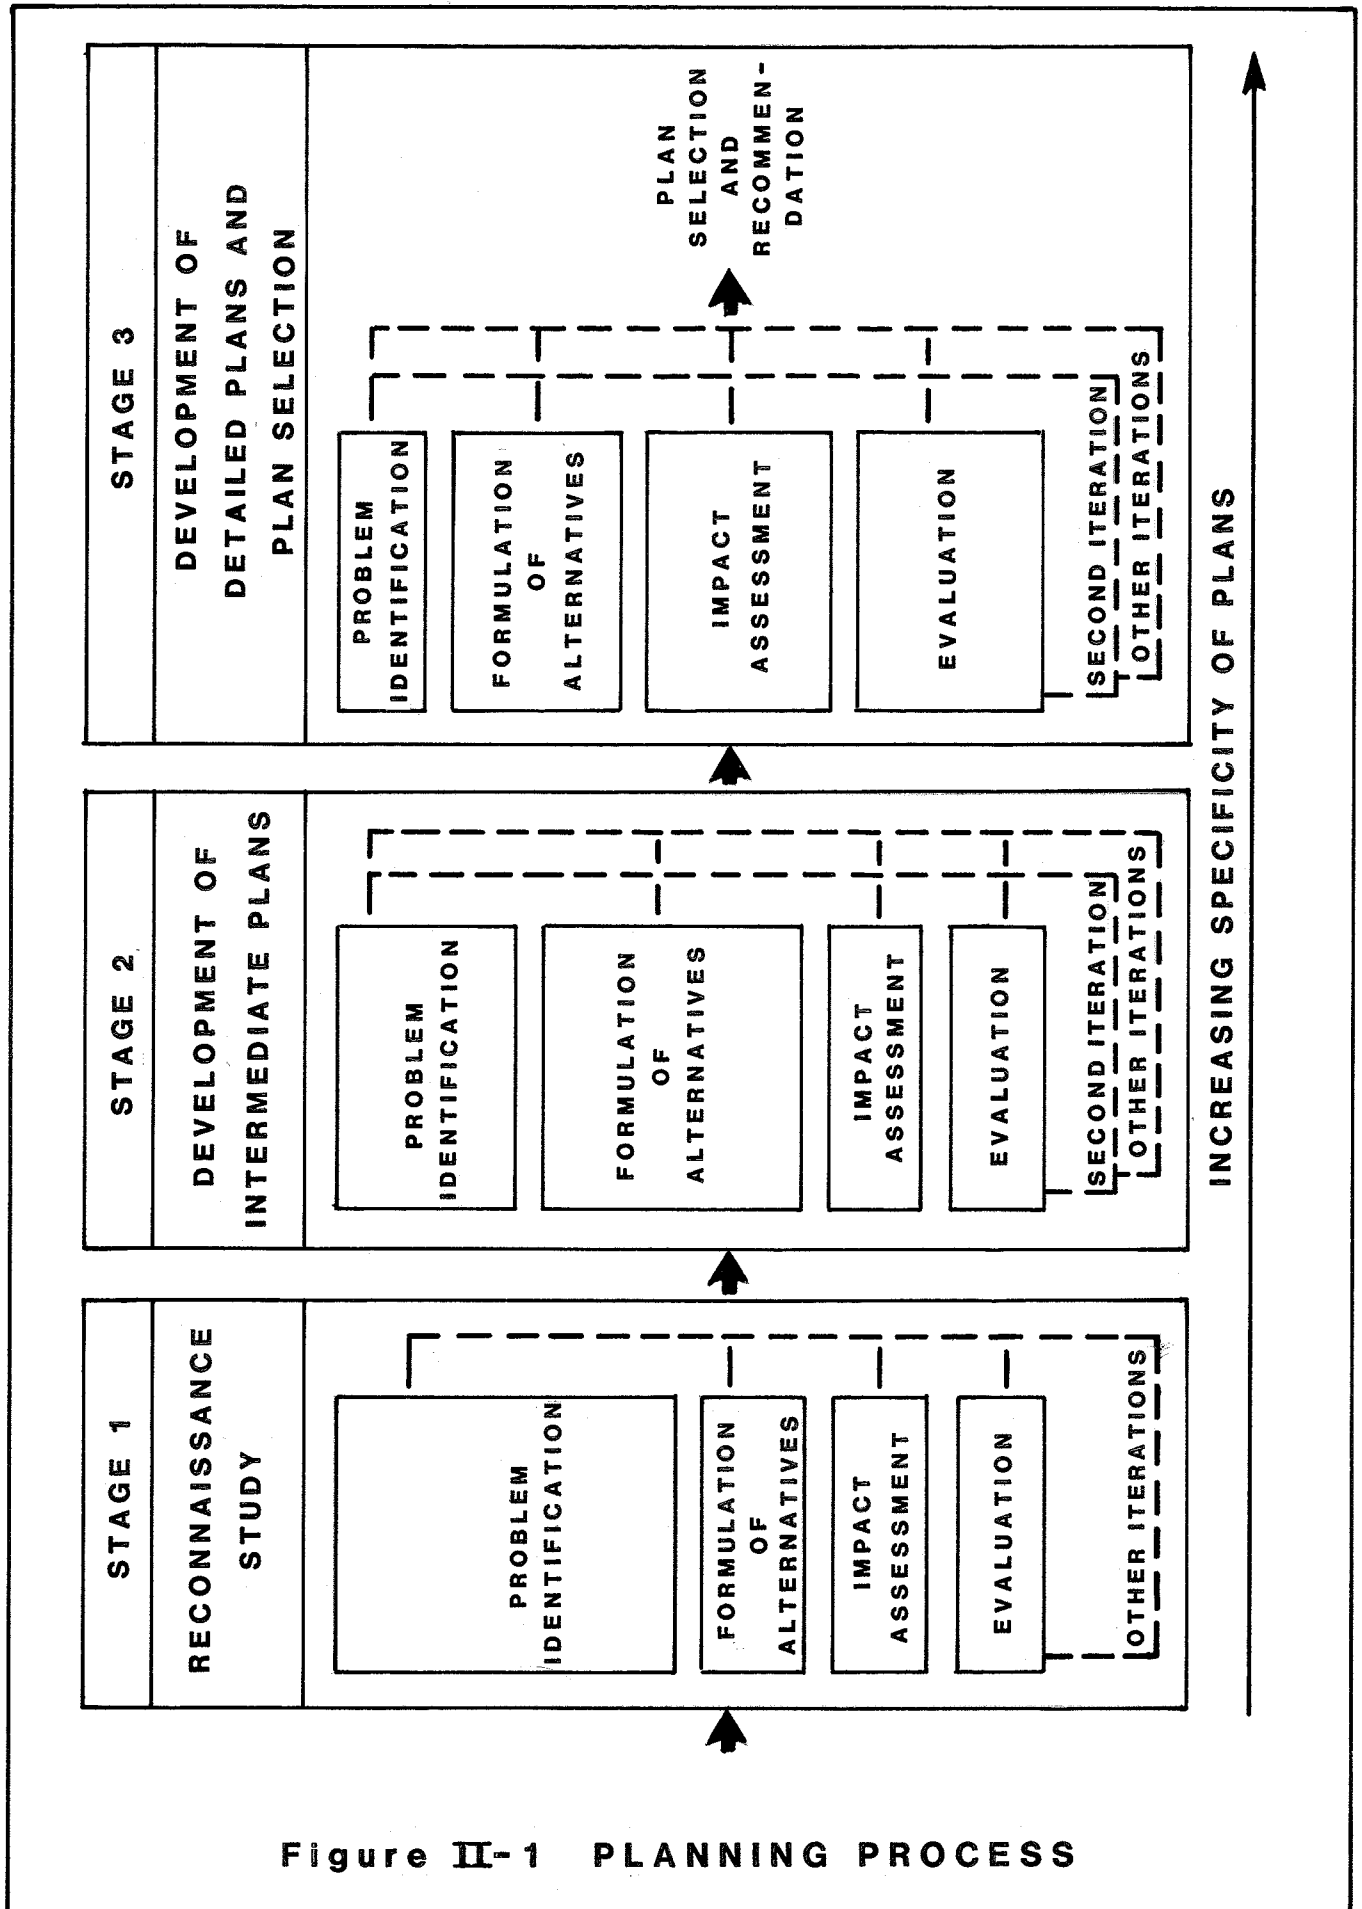 STAGE 1
RECONNAISSANCE
STUDY
PROBLEM
IDENTIFICATION
FORMULATION
OF
ALTERNATIVES
IMPACT
ASSESSMENT
EVALUATION
OTHER ITERATIONS
STAGE 2
DEVELOPMENT OF
INTERMEDIATE PLANS
PROBLEM
IDENTIFICATION
FORMULATION
OF
ALTERNATIVES
IMPACT
ASSESSMENT
EVALUATION
SECOND ITERATION
OTHER ITERATIONS
STAGE 3
DEVELOPMENT OF
DETAILED PLANS AND
PLAN SELECTION
PROBLEM
IDENTIFICATION
FORMULATION
OF
ALTERNATIVES
IMPACT
ASSESSMENT
EVALUATION
SECOND ITERATION
OTHER ITERATIONS
PLAN
SELECTION
AND
RECOMMEN-
DATION
INCREASING SPECIFICITY OF PLANS
Figure II-1 PLANNING PROCESS